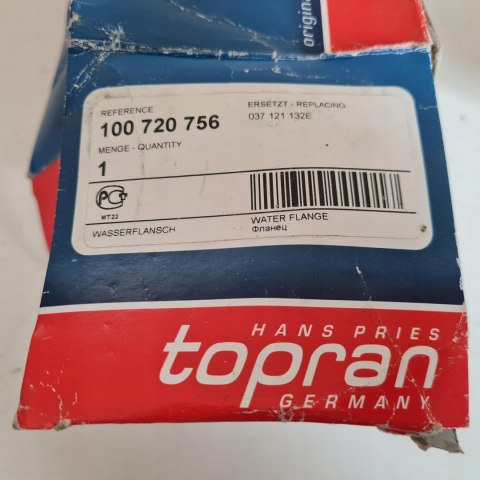 origina
REFERENCE
100 720 756
ERSETZT - REPLACING
037 121 132E
MENGE - QUANTITY
1
РСТ
MT22
WASSERFLANSCH
WATER FLANGE
Фланец
HANS PRIES
topran
GERMANY